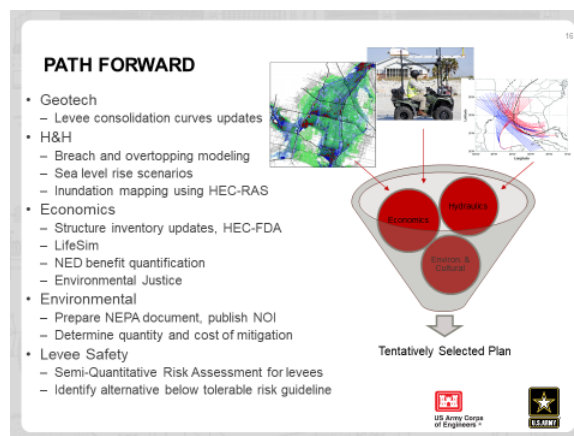 16
PATH FORWARD
• Geotech
– Levee consolidation curves updates
• H&H
– Breach and overtopping modeling
– Sea level rise scenarios
– Inundation mapping using HEC-RAS
• Economics
– Structure inventory updates, HEC-FDA
– LifeSim
– NED benefit quantification
– Environmental Justice
• Environmental
– Prepare NEPA document, publish NOI
– Determine quantity and cost of mitigation
• Levee Safety
– Semi-Quantitative Risk Assessment for levees
– Identify alternative below tolerable risk guideline
Longitude
Economics
Hydraulics
Environ. &
Cultural
Tentatively Selected Plan
US Army Corps
of Engineers ®
U.S.ARMY